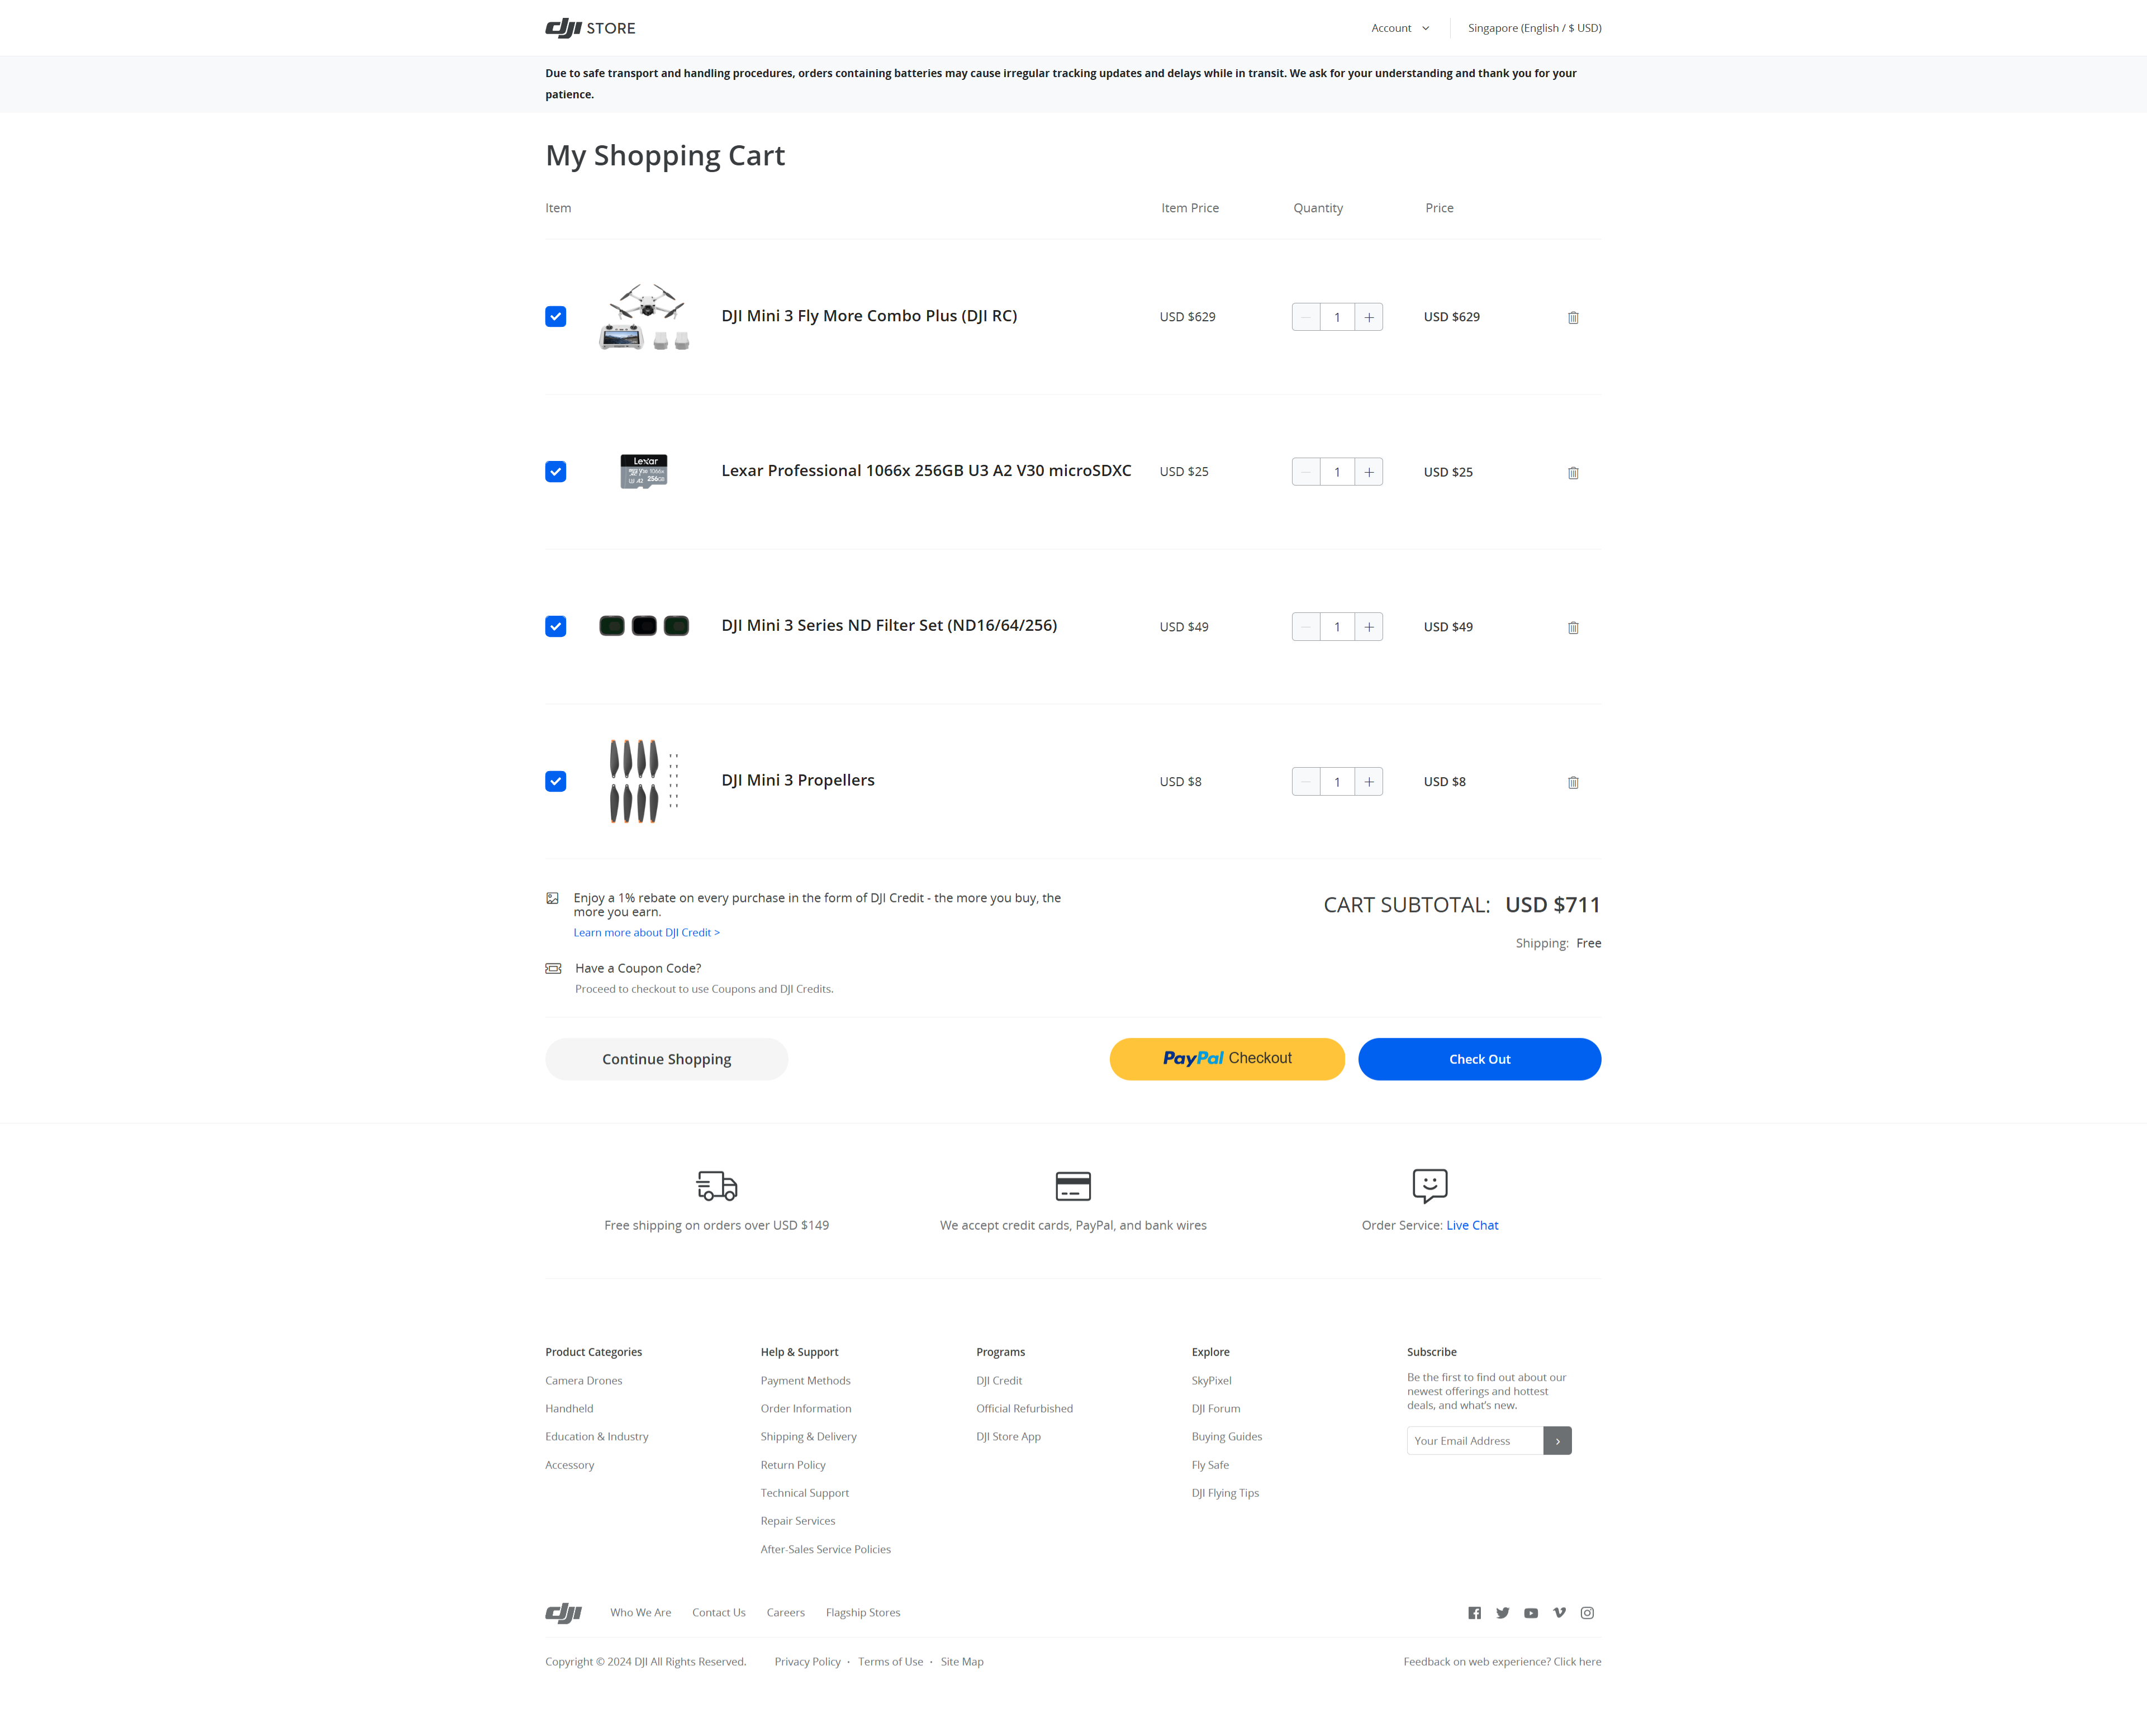 dji STORE
Account
Singapore (English / $ USD)
Due to safe transport and handling procedures, orders containing batteries may cause irregular tracking updates and delays while in transit. We ask for your understanding and thank you for your
patience.
My Shopping Cart
Item
Item Price
Quantity
Price
DJI Mini 3 Fly More Combo Plus (DJI RC)
USD $629
1
USD $629
Lexar
1066x
256GB
Lexar Professional 1066x 256GB U3 A2 V30 microSDXC
USD $25
1
USD $25
DJI Mini 3 Series ND Filter Set (ND16/64/256)
USD $49
1
USD $49
DJI Mini 3 Propellers
USD $8
1
USD $8
Enjoy a 1% rebate on every purchase in the form of DJI Credit - the more you buy, the
more you earn.
Learn more about DJI Credit >
CART SUBTOTAL: USD $711
Shipping: Free
Have a Coupon Code?
Proceed to checkout to use Coupons and DJI Credits.
Continue Shopping
PayPal Checkout
Check Out
Free shipping on orders over USD $149
We accept credit cards, PayPal, and bank wires
Order Service: Live Chat
Product Categories
Camera Drones
Handheld
Education & Industry
Accessory
Help & Support
Payment Methods
Order Information
Shipping & Delivery
Return Policy
Technical Support
Repair Services
After-Sales Service Policies
Programs
DJI Credit
Official Refurbished
DJI Store App
Explore
SkyPixel
DJI Forum
Buying Guides
Fly Safe
DJI Flying Tips
Subscribe
Be the first to find out about our
newest offerings and hottest
deals, and what's new.
Your Email Address
dji
Who We Are
Contact Us
Careers
Flagship Stores
Copyright © 2024 DJI All Rights Reserved.
Privacy Policy · Terms of Use · Site Map
Feedback on web experience? Click here